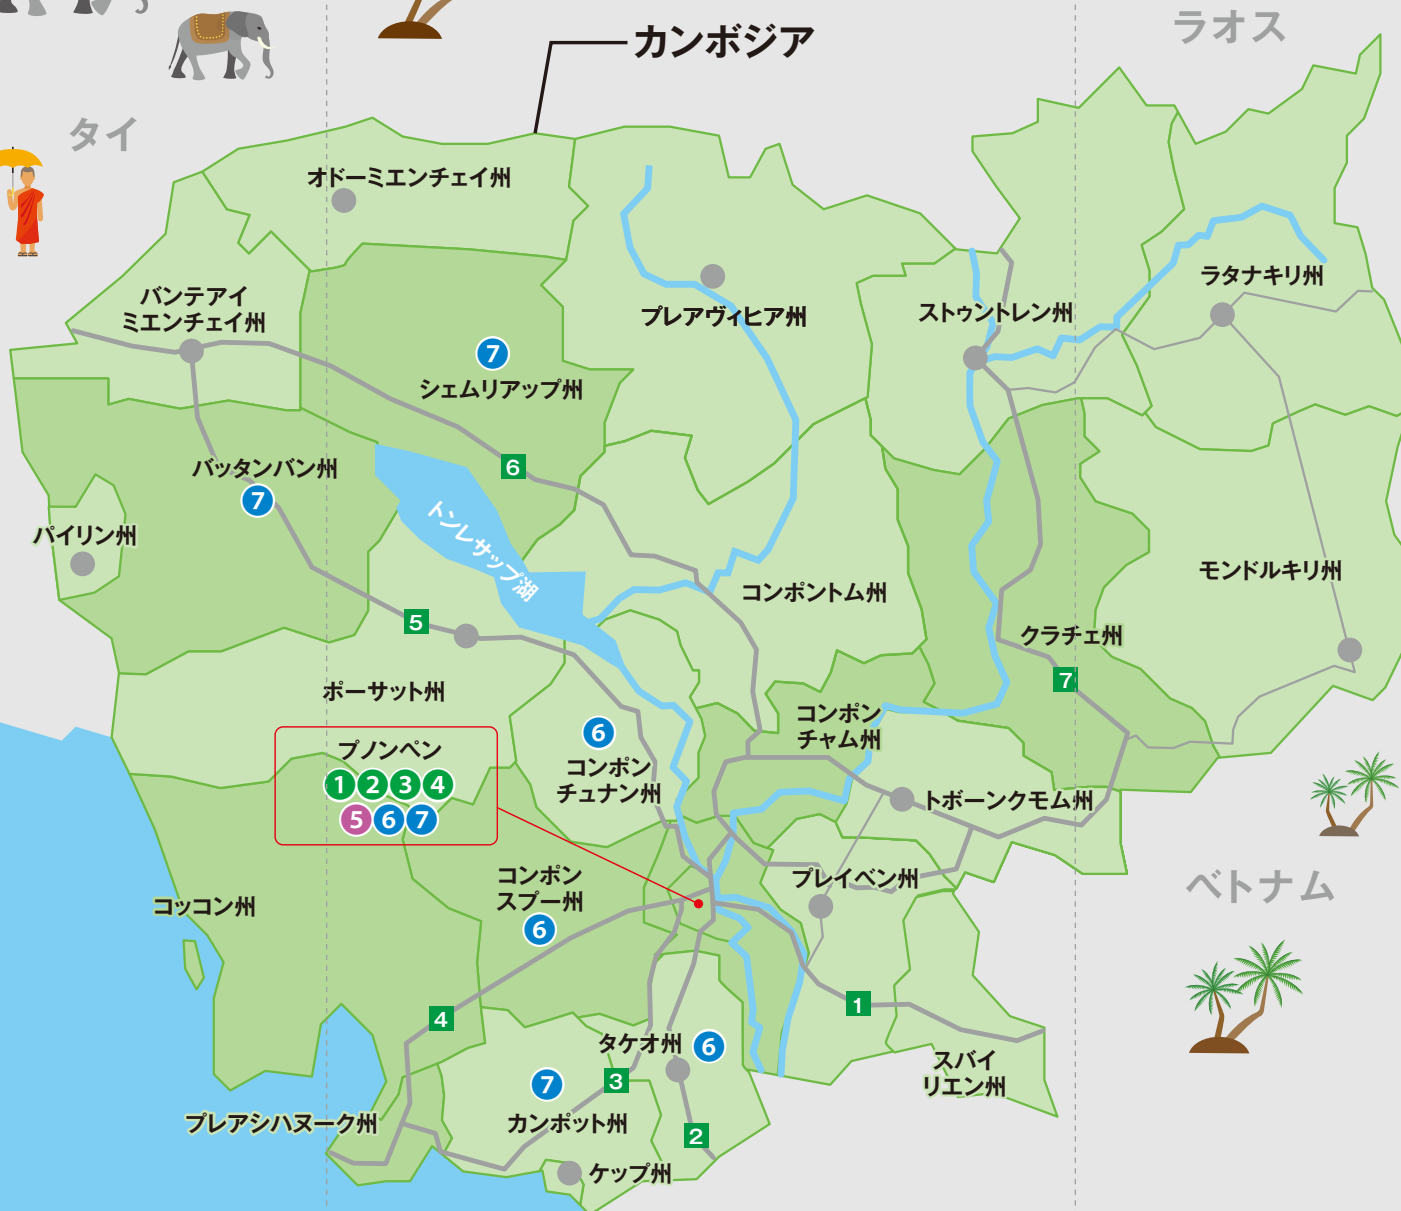 カンボジア
ラオス
タイ
オドーミエンチェイ州
ラタナキリ州
バンテアイ
ミエンチェイ州
プレアヴィヒア州
ストゥントレン州
7
シェムリアップ州
6
バッタンバン州
7
トンレサップ湖
パイリン州
モンドルキリ州
コンポントム州
5
クラチェ州
7
ポーサット州
コンポン
チャム州
6
コンポン
チュナン州
プノンペン
1 2 3 4
5 6 7
トボーンクモム州
コンポン
スプー州
6
プレイベン州
ベトナム
コッコン州
4
1
タケオ州
6
スバイ
リエン州
3
7
カンポット州
プレアシハヌーク州
2
ケップ州